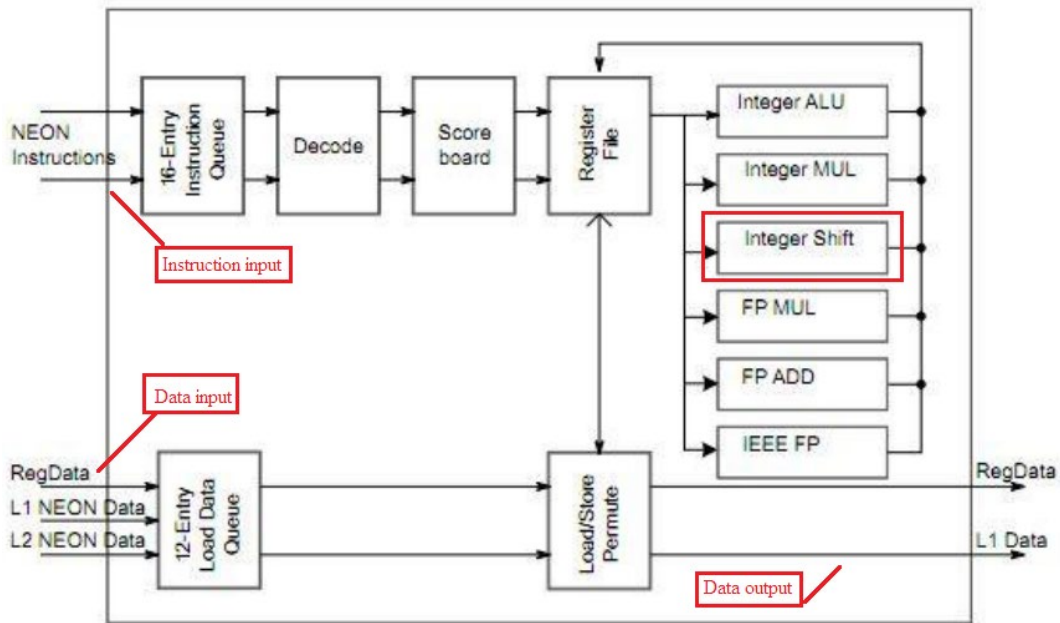 NEON
Instructions
16-Entry
Instruction
Queue
Decode
Score
board
Register
File
Integer ALU
Integer MUL
Integer Shift
FP MUL
FP ADD
IEEE FP
Instruction input
Data input
RegData
L1 NEON Data
L2 NEON Data
12-Entry
Load Data
Queue
Load/Store
Permute
RegData
L1 Data
Data output